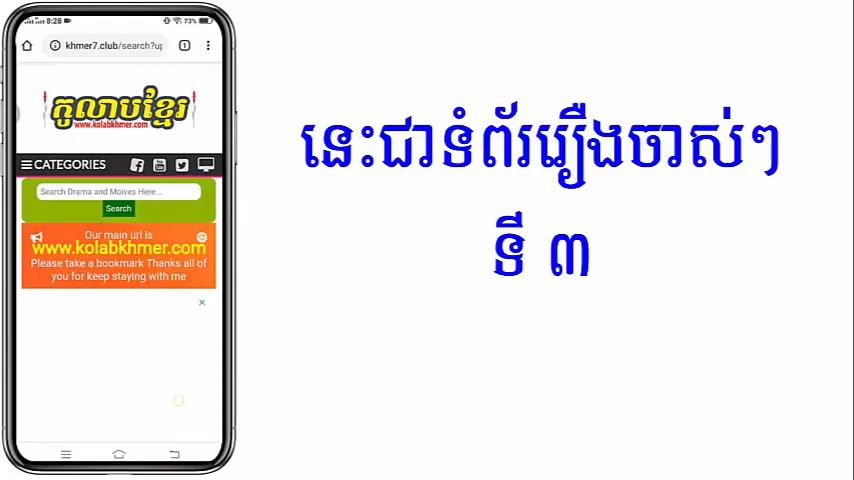 8:28
73%
khmer7.club/search?up
1
កូលាបខ្មែរ
www.kolabkhmer.com
CATEGORIES
Search Drama and Moives Here...
Search
Our main url is
www.kolabkhmer.com
Please take a bookmark Thanks all of
you for keep staying with me
នេះជាទំព័ររឿងចាស់ៗ
ទី ៣